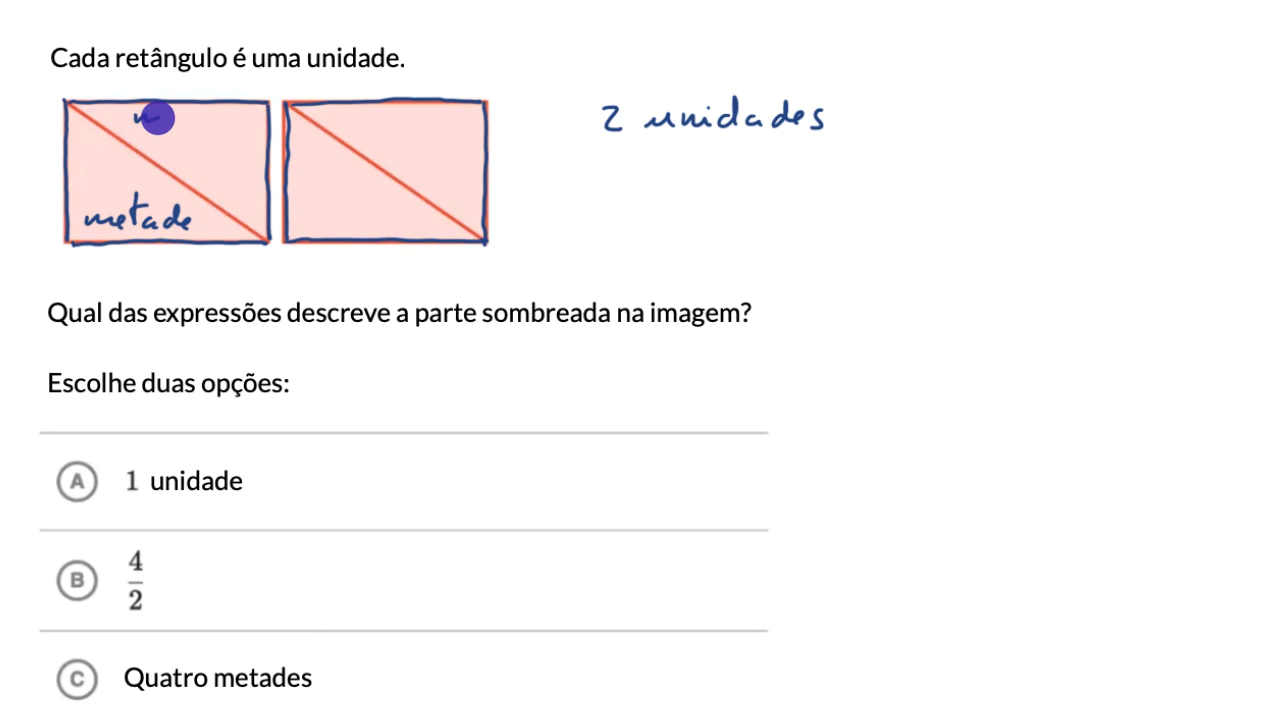 Cada retângulo é uma unidade.
2 unidades
metade
Qual das expressões descreve a parte sombreada na imagem?
Escolhe duas opções:
A 1 unidade
B 4/2
C Quatro metades